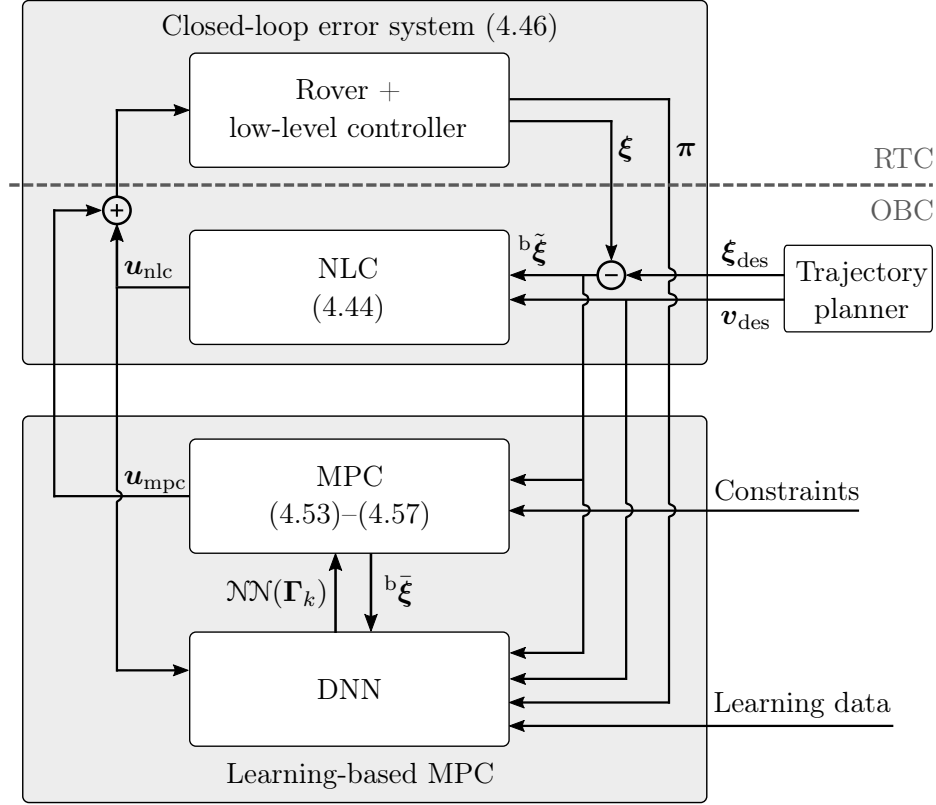 Closed-loop error system (4.46)
Rover +
low-level controller
ξ
π
RTC
OBC
+
u_nlc
NLC
(4.44)
ᵇξ̃
−
ξ_des
v_des
Trajectory
planner
u_mpc
MPC
(4.53)–(4.57)
Constraints
𝒩𝒩(Γ_k)
ᵇξ̄
DNN
Learning data
Learning-based MPC